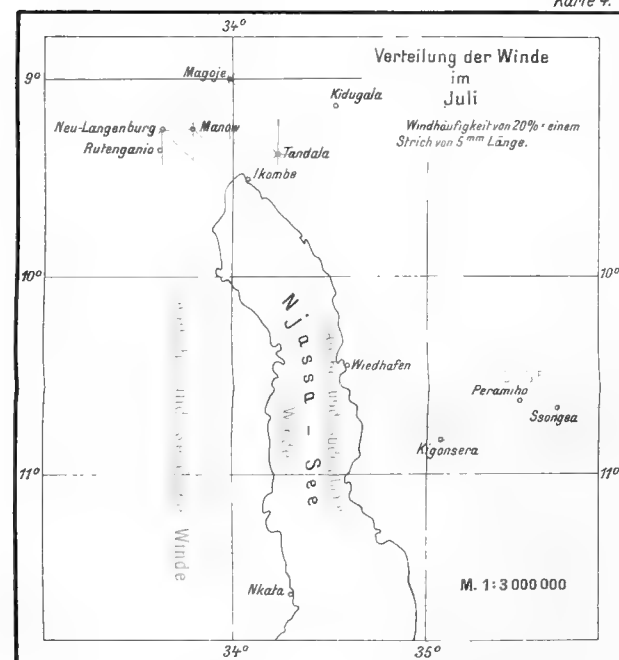 Karte 4.
34°
Verteilung der Winde
im
Juli
Windhäufigkeit von 20% = einem
Strich von 5 mm Länge.
9°
Magoje
Kidugala
Neu-Langenburg
Manow
Rutenganio
Tandala
Ikombe
10°
10°
Njassa-See
Wiedhafen
Peramiho
Ssongea
Kigonsera
11°
11°
Winde
Nkata
M. 1:3 000 000
34°
35°